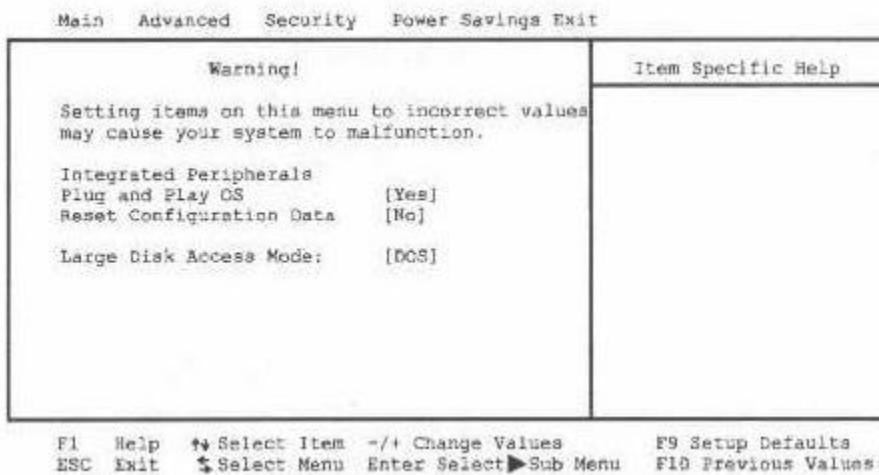 Main Advanced Security Power Savings Exit
Warning!
Item Specific Help
Setting items on this menu to incorrect values
may cause your system to malfunction.
Integrated Peripherals
Plug and Play OS [Yes]
Reset Configuration Data [No]
Large Disk Access Mode: [DOS]
F1 Help Select Item -/+ Change Values F9 Setup Defaults
ESC Exit Select Menu Enter Select Sub Menu F10 Previous Values